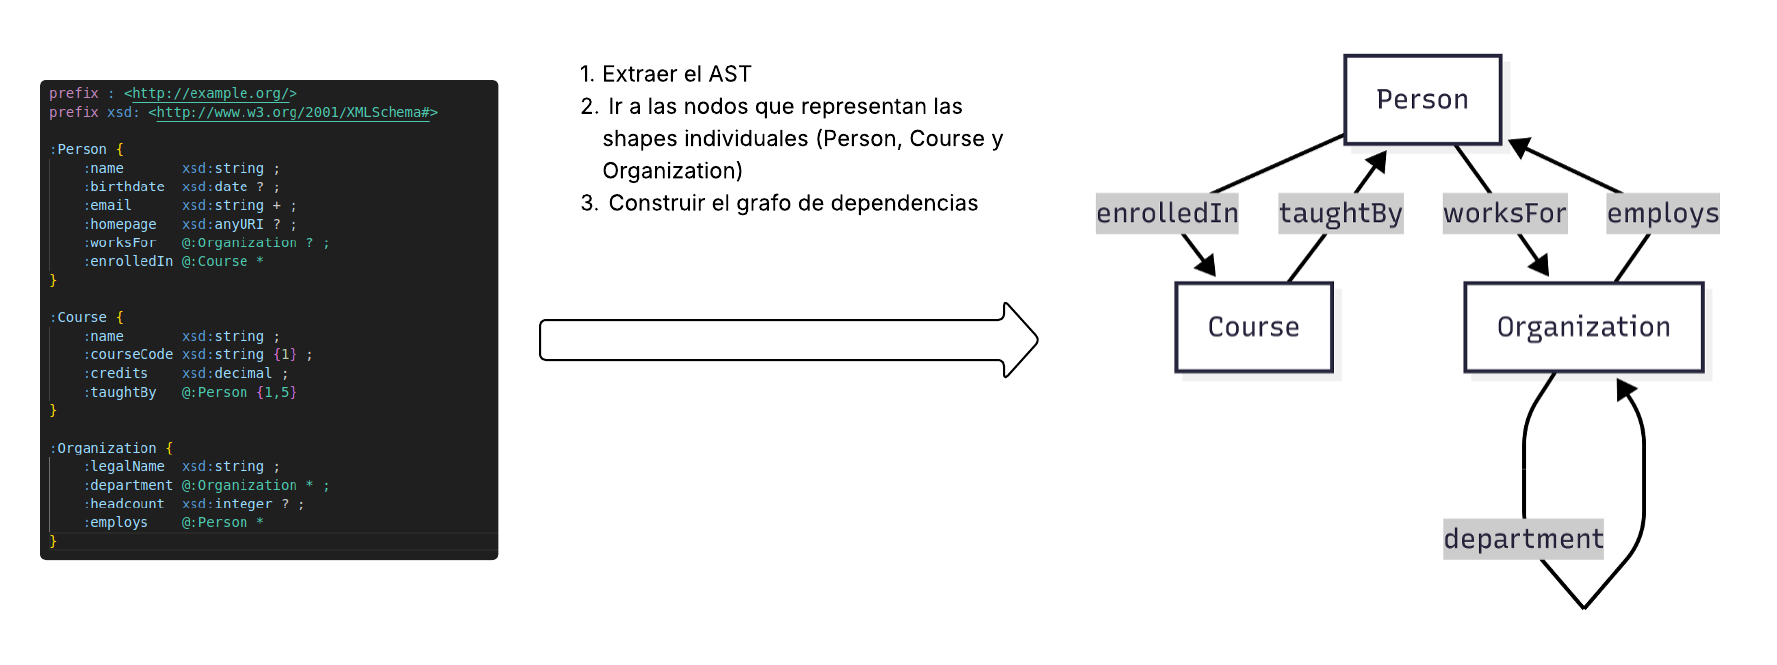 prefix : <http://example.org/>
prefix xsd: <http://www.w3.org/2001/XMLSchema#>
:Person {
:name xsd:string ;
:birthdate xsd:date ? ;
:email xsd:string + ;
:homepage xsd:anyURI ? ;
:worksFor @:Organization ? ;
:enrolledIn @:Course *
}
:Course {
:name xsd:string ;
:courseCode xsd:string {1} ;
:credits xsd:decimal ;
:taughtBy @:Person {1,5}
}
:Organization {
:legalName xsd:string ;
:department @:Organization * ;
:headcount xsd:integer ? ;
:employs @:Person *
}
1. Extraer el AST
2. Ir a las nodos que representan las
shapes individuales (Person, Course y
Organization)
3. Construir el grafo de dependencias
Person
enrolledIn
taughtBy
worksFor
employs
Course
Organization
department